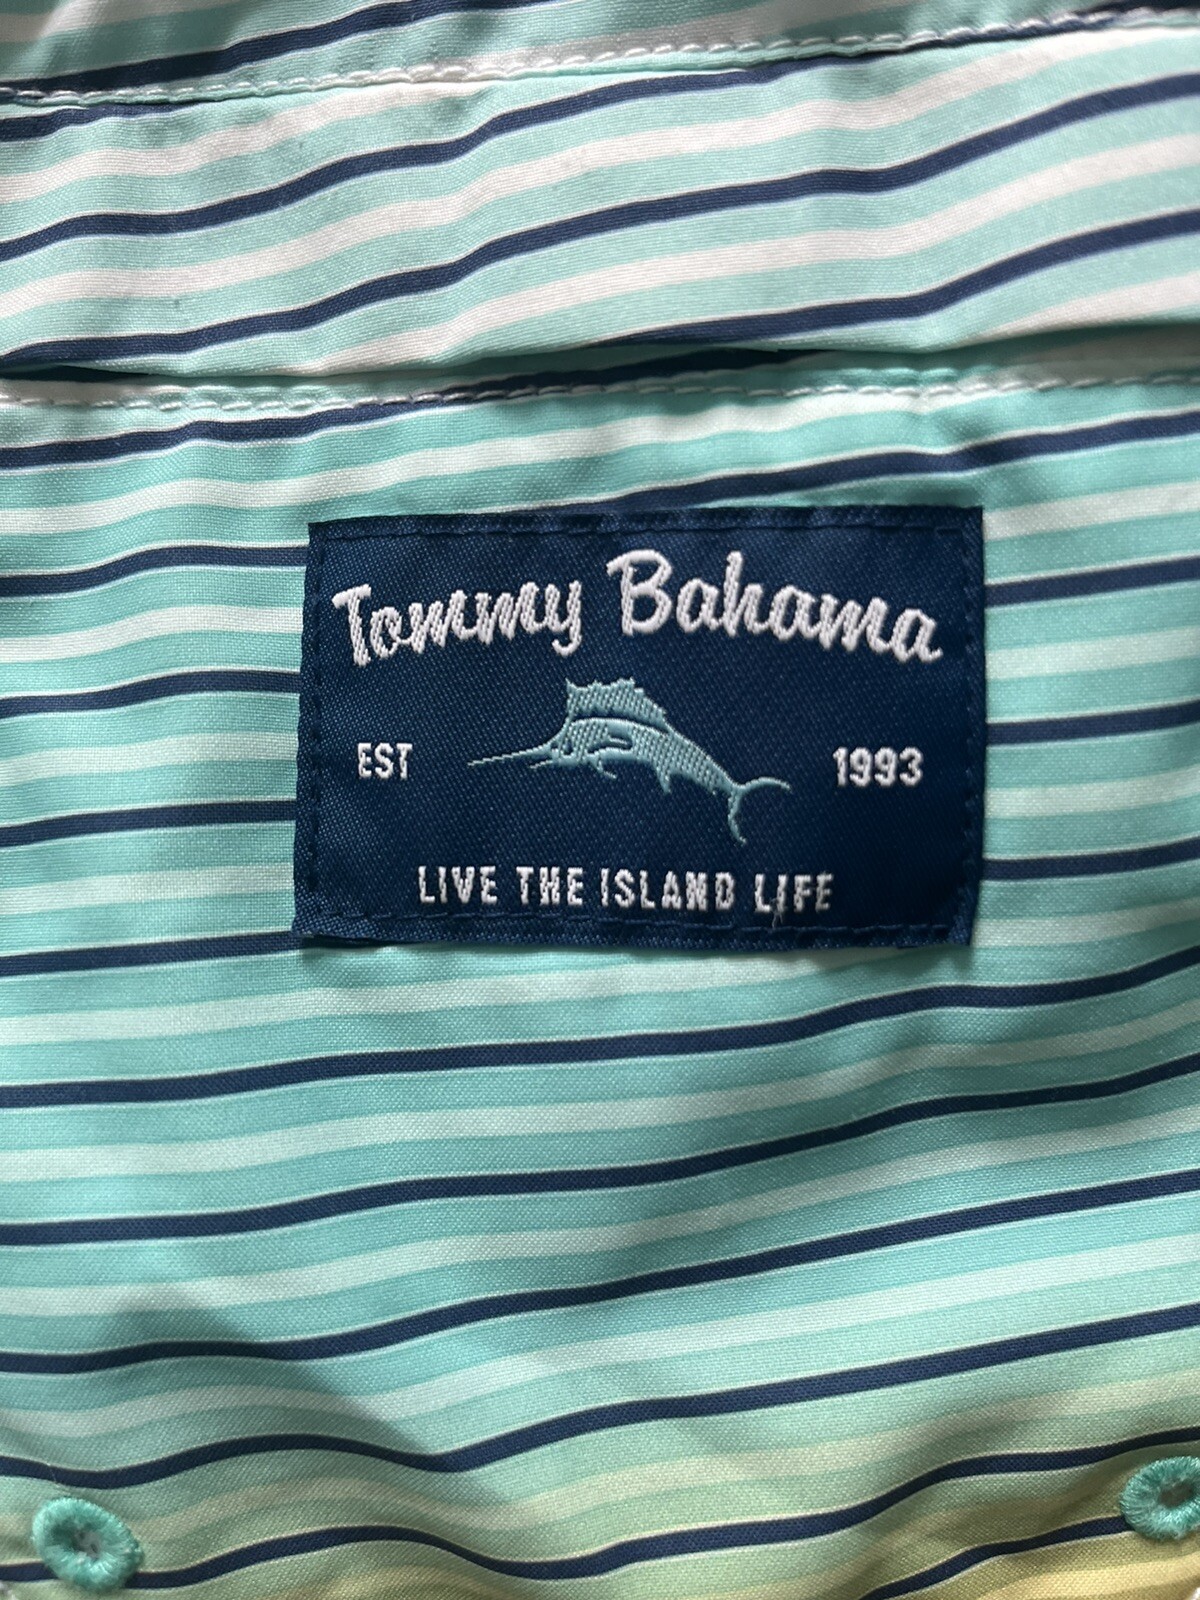 Tommy Bahama
EST 1993
LIVE THE ISLAND LIFE